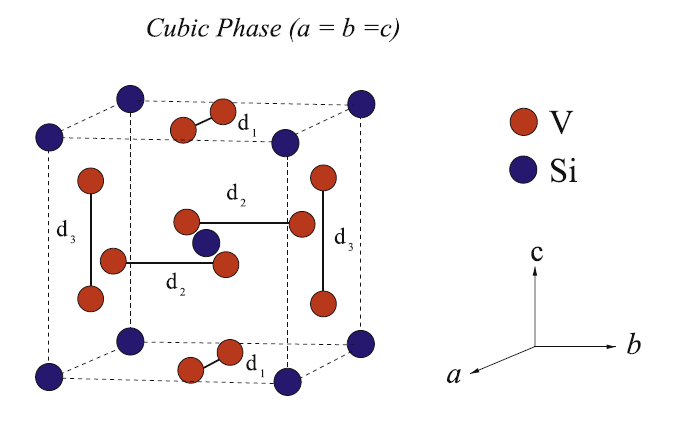 Cubic Phase (a = b =c)
d₁
V
Si
d₂
d₃
d₃
d₂
c
b
a
d₁